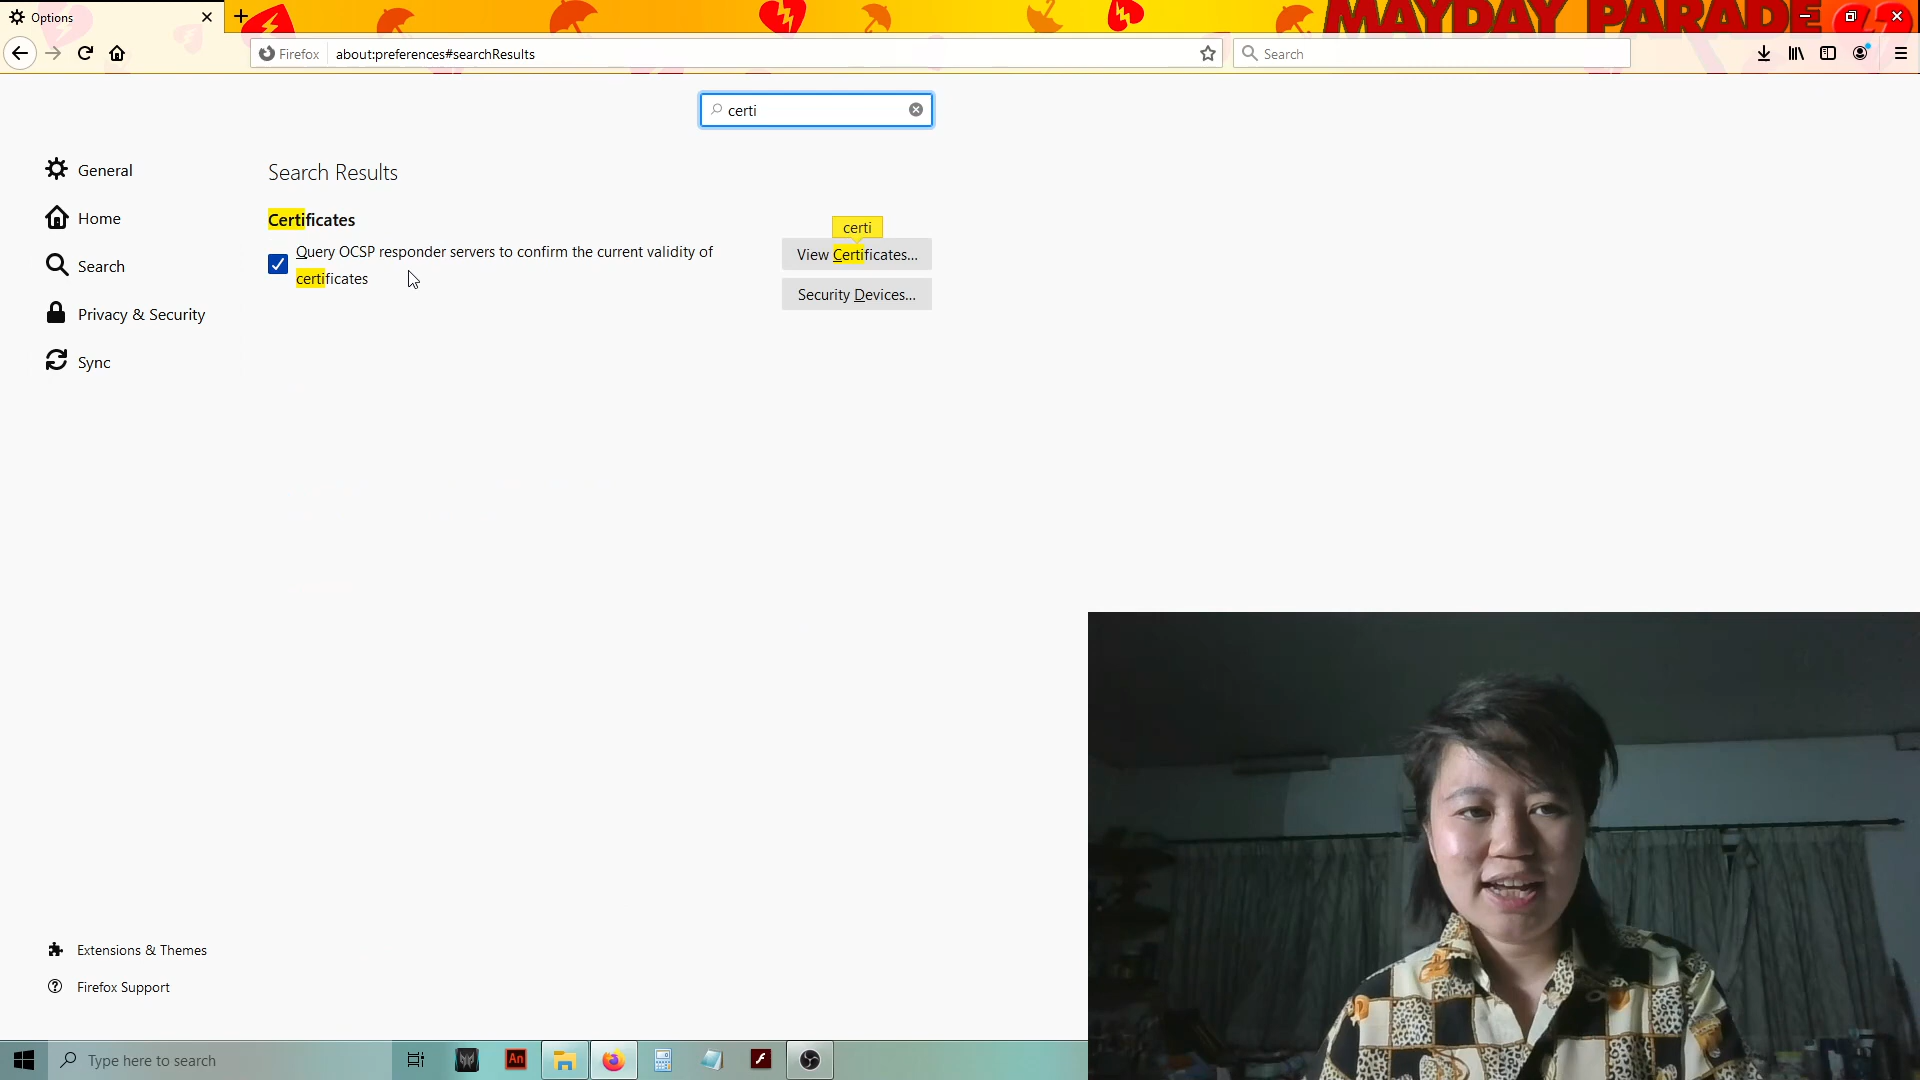 Options
MAYDAY PARADE
Firefox
about:preferences#searchResults
Search
certi
General
Home
Search
Privacy & Security
Sync
Search Results
Certificates
Query OCSP responder servers to confirm the current validity of
certificates
certi
View Certificates...
Security Devices...
Extensions & Themes
Firefox Support
Type here to search
An